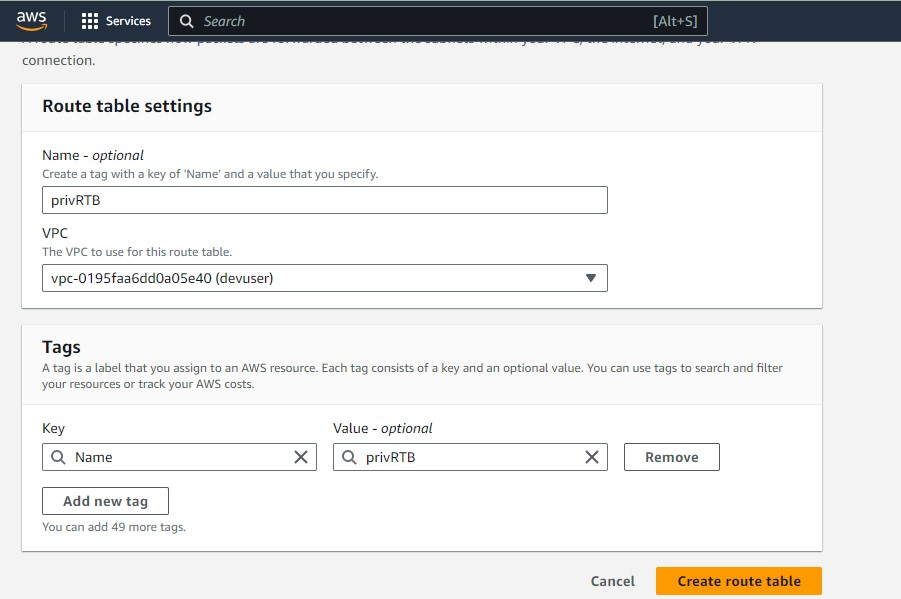 aws
Services
Search
[Alt+S]
connection.
Route table settings
Name - optional
Create a tag with a key of 'Name' and a value that you specify.
privRTB
VPC
The VPC to use for this route table.
vpc-0195faa6dd0a05e40 (devuser)
Tags
A tag is a label that you assign to an AWS resource. Each tag consists of a key and an optional value. You can use tags to search and filter
your resources or track your AWS costs.
Key
Value - optional
Name
privRTB
Remove
Add new tag
You can add 49 more tags.
Cancel
Create route table